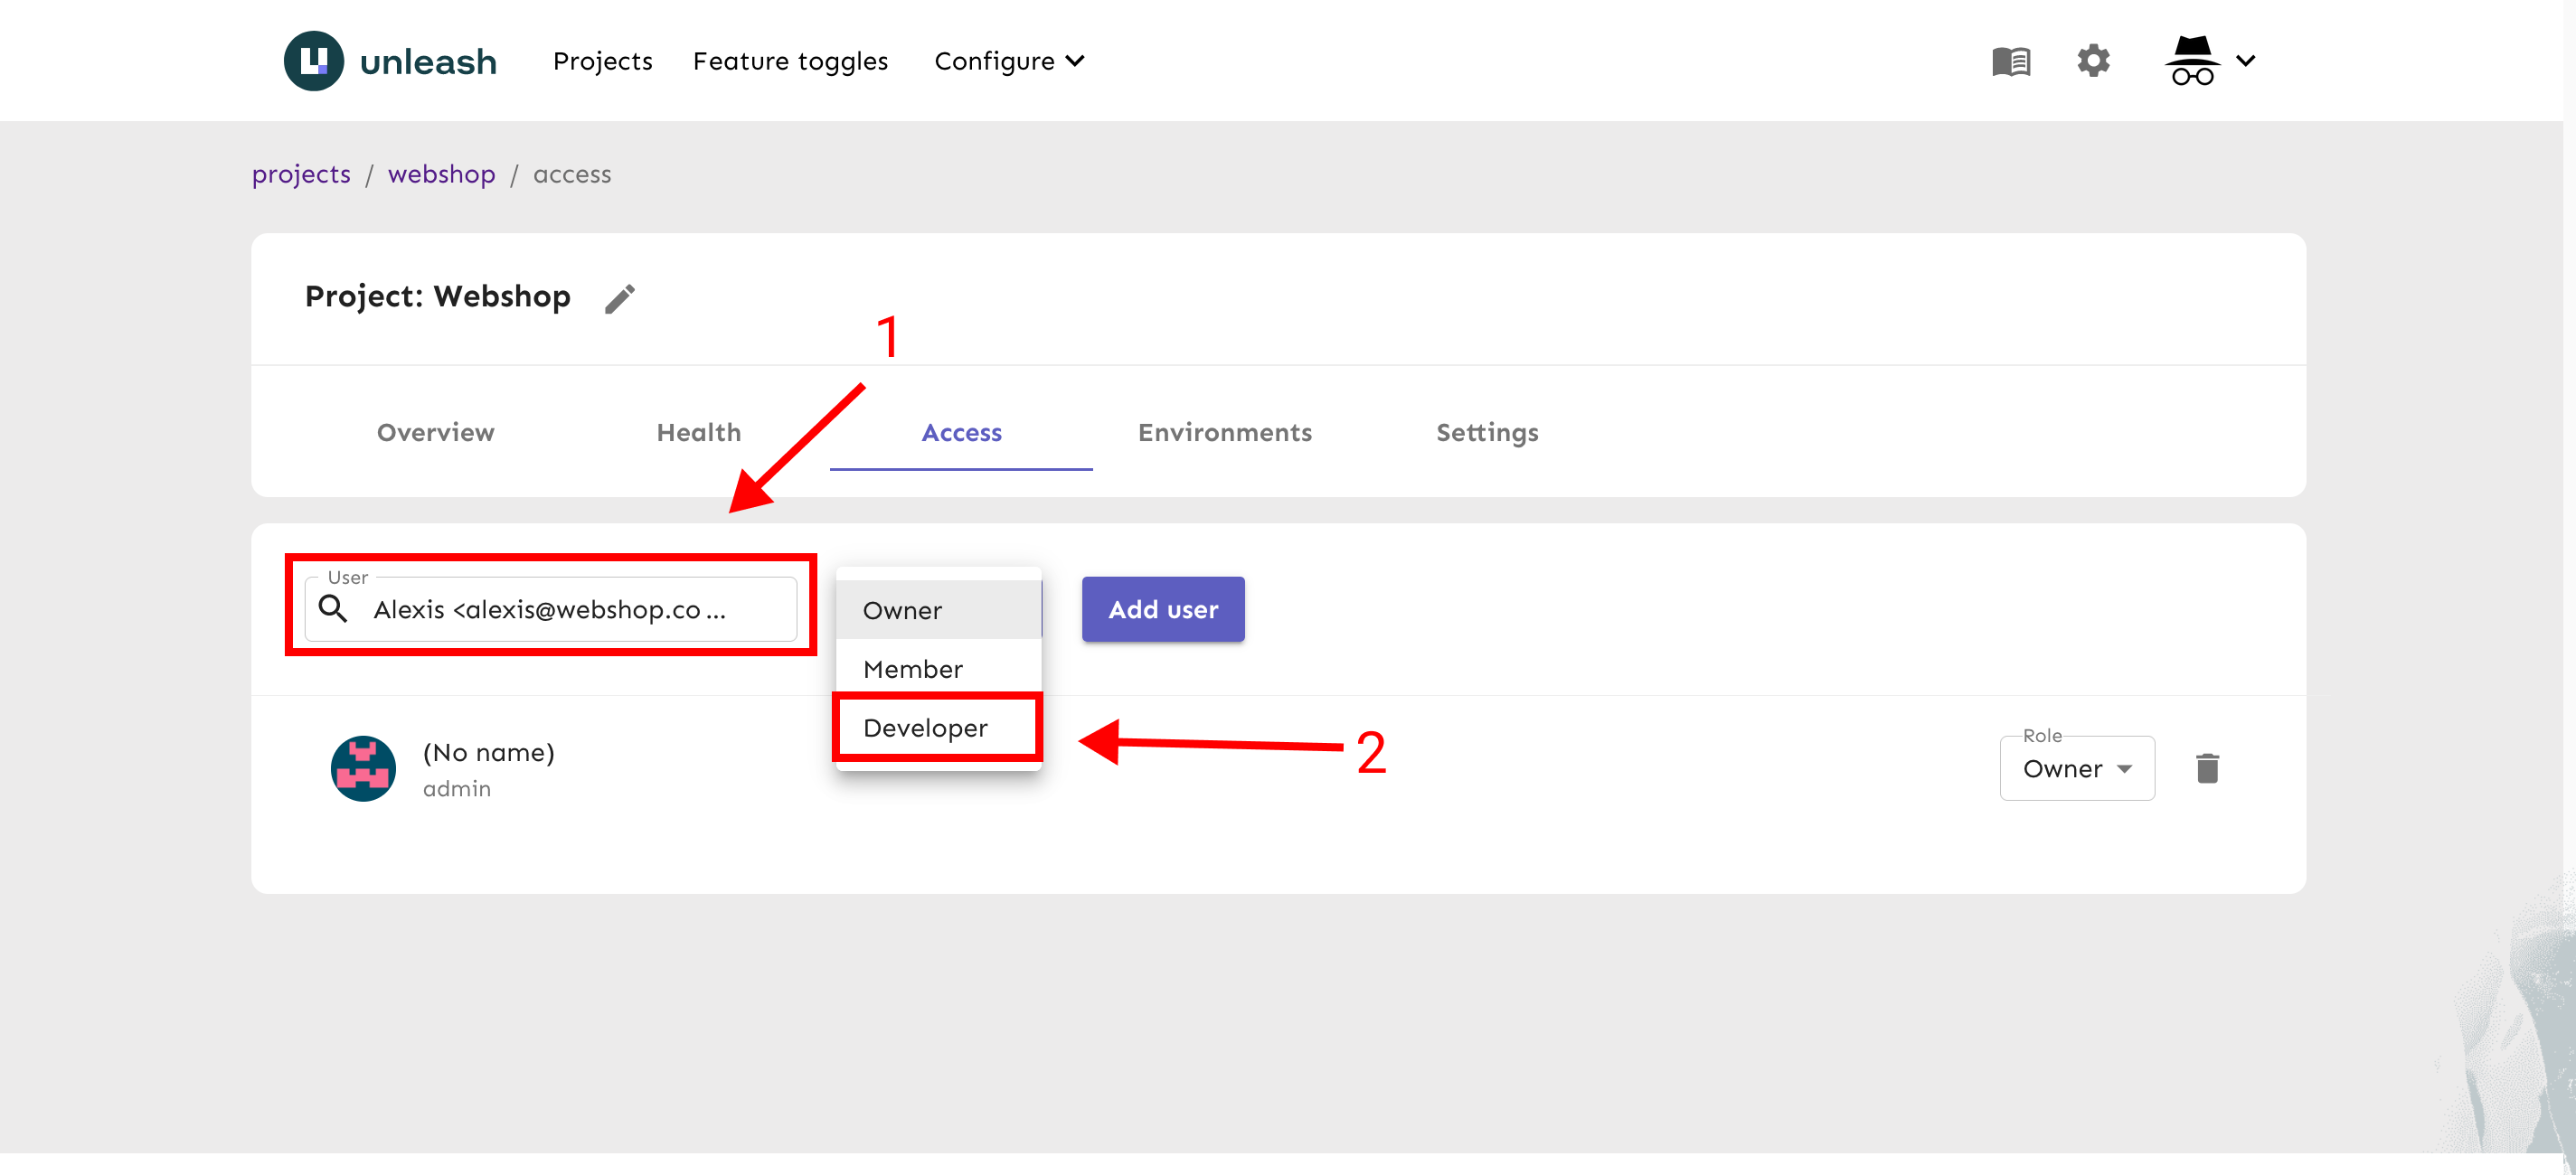 unleash Projects Feature toggles Configure
projects / webshop / access
Project: Webshop
1
Overview Health Access Environments Settings
User
Alexis <alexis@webshop.co ...
Owner
Member
Developer
Add user
2
(No name)
admin
Role
Owner